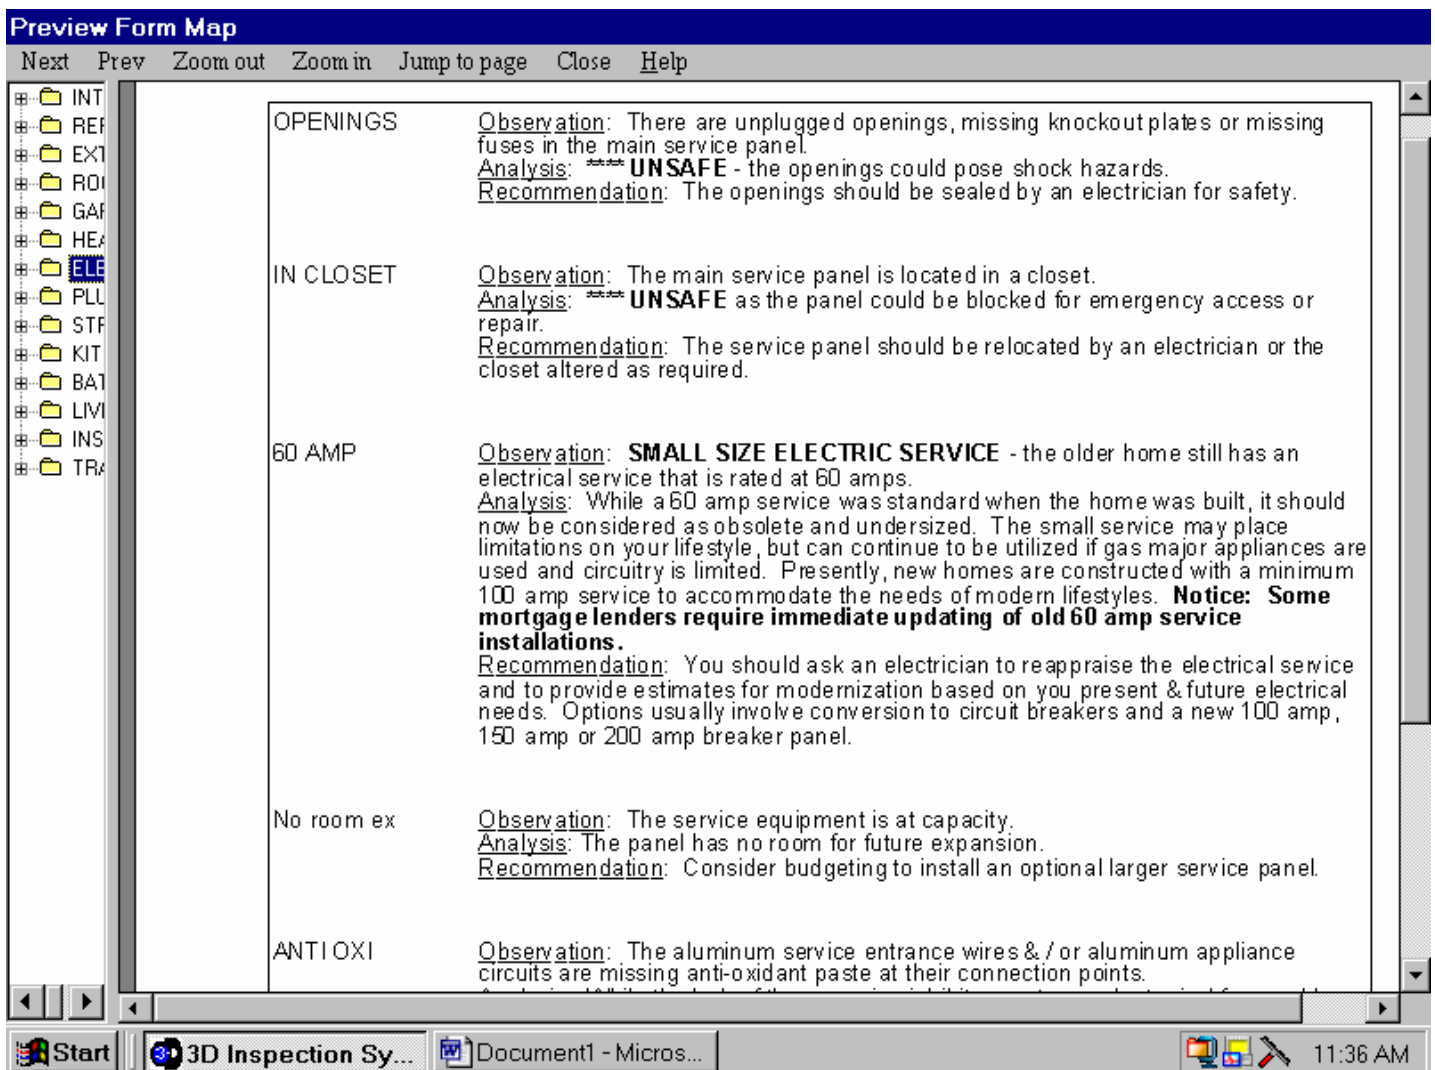 Preview Form Map
Next Prev Zoom out Zoom in Jump to page Close Help
INT
REF
EXT
ROO
GAR
HEA
ELE
PLU
STR
KIT
BAT
LIVI
INS
TRA
OPENINGS
Observation: There are unplugged openings, missing knockout plates or missing
fuses in the main service panel.
Analysis: **** UNSAFE - the openings could pose shock hazards.
Recommendation: The openings should be sealed by an electrician for safety.
IN CLOSET
Observation: The main service panel is located in a closet.
Analysis: **** UNSAFE as the panel could be blocked for emergency access or
repair.
Recommendation: The service panel should be relocated by an electrician or the
closet altered as required.
60 AMP
Observation: SMALL SIZE ELECTRIC SERVICE - the older home still has an
electrical service that is rated at 60 amps.
Analysis: While a 60 amp service was standard when the home was built, it should
now be considered as obsolete and undersized. The small service may place
limitations on your lifestyle, but can continue to be utilized if gas major appliances are
used and circuitry is limited. Presently, new homes are constructed with a minimum
100 amp service to accommodate the needs of modern lifestyles. Notice: Some
mortgage lenders require immediate updating of old 60 amp service
installations.
Recommendation: You should ask an electrician to reappraise the electrical service
and to provide estimates for modernization based on you present & future electrical
needs. Options usually involve conversion to circuit breakers and a new 100 amp,
150 amp or 200 amp breaker panel.
No room ex
Observation: The service equipment is at capacity.
Analysis: The panel has no room for future expansion.
Recommendation: Consider budgeting to install an optional larger service panel.
ANTI OXI
Observation: The aluminum service entrance wires & / or aluminum appliance
circuits are missing anti-oxidant paste at their connection points.
Start 3D Inspection Sy... Document1 - Micros... 11:36 AM